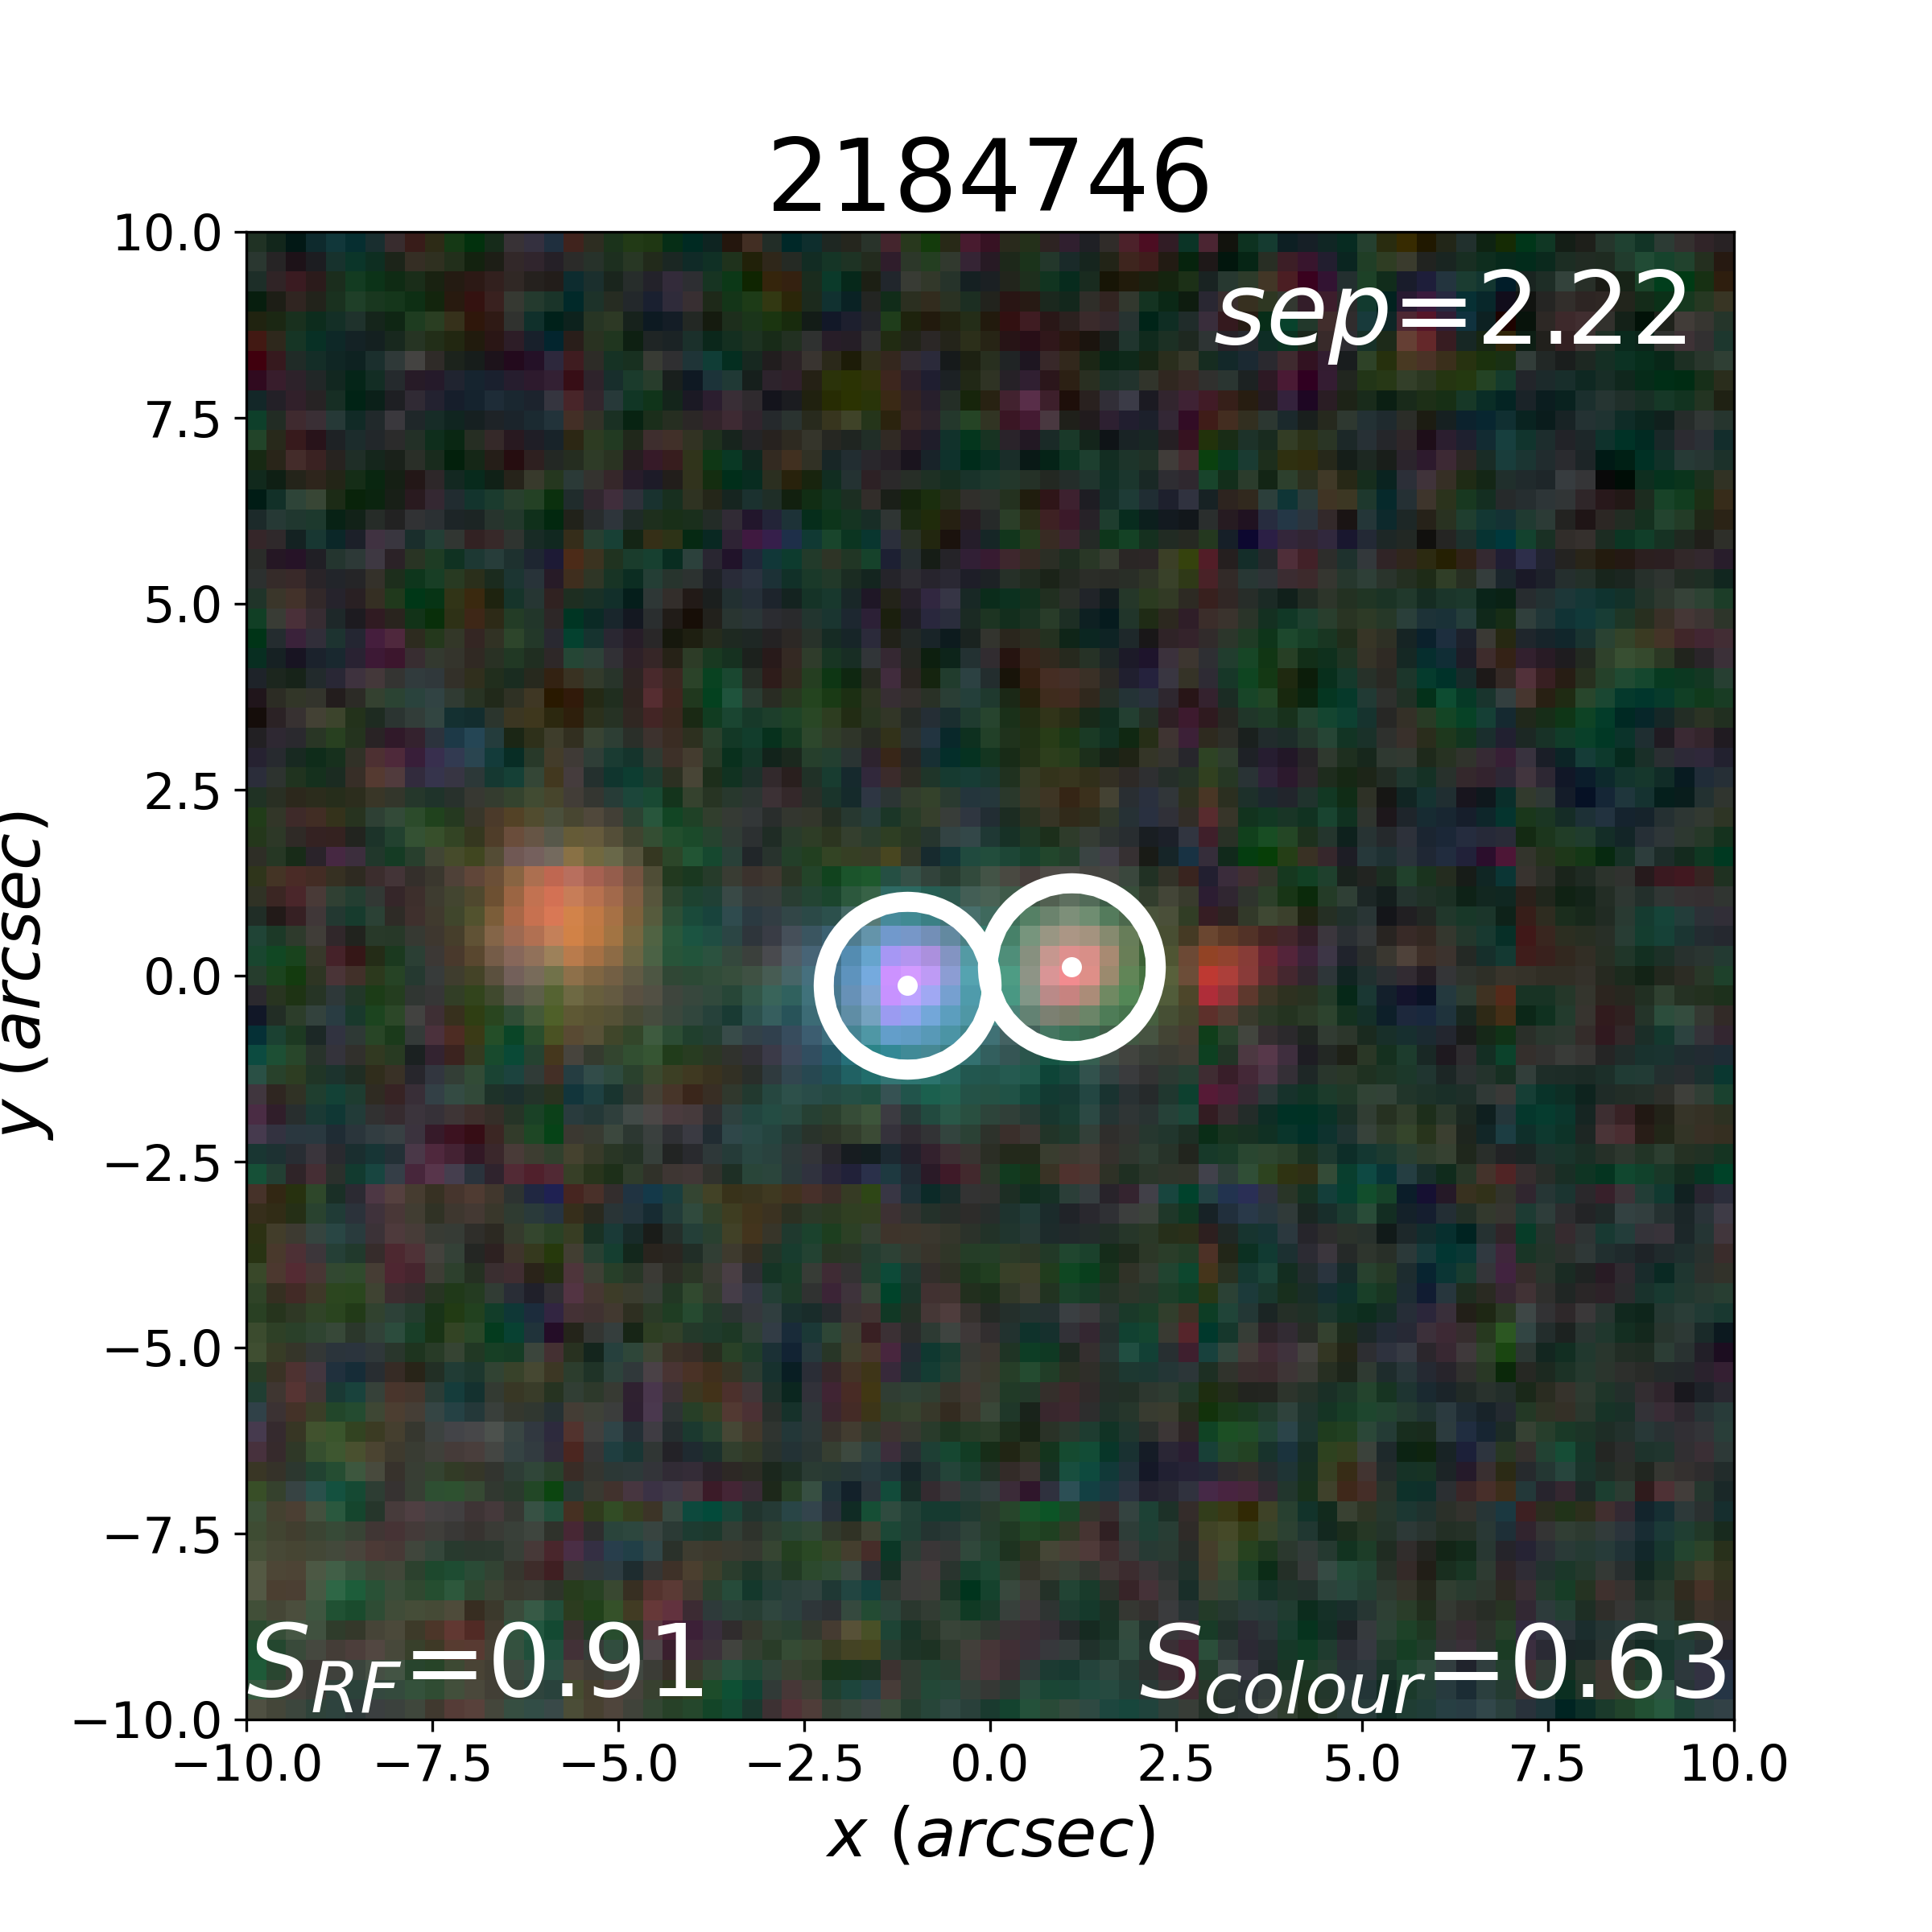 2184746
sep=2.22
10.0
7.5
5.0
2.5
0.0
−2.5
−5.0
−7.5
−10.0
y (arcsec)
S_RF=0.91
S_colour=0.63
−10.0 −7.5 −5.0 −2.5 0.0 2.5 5.0 7.5 10.0
x (arcsec)